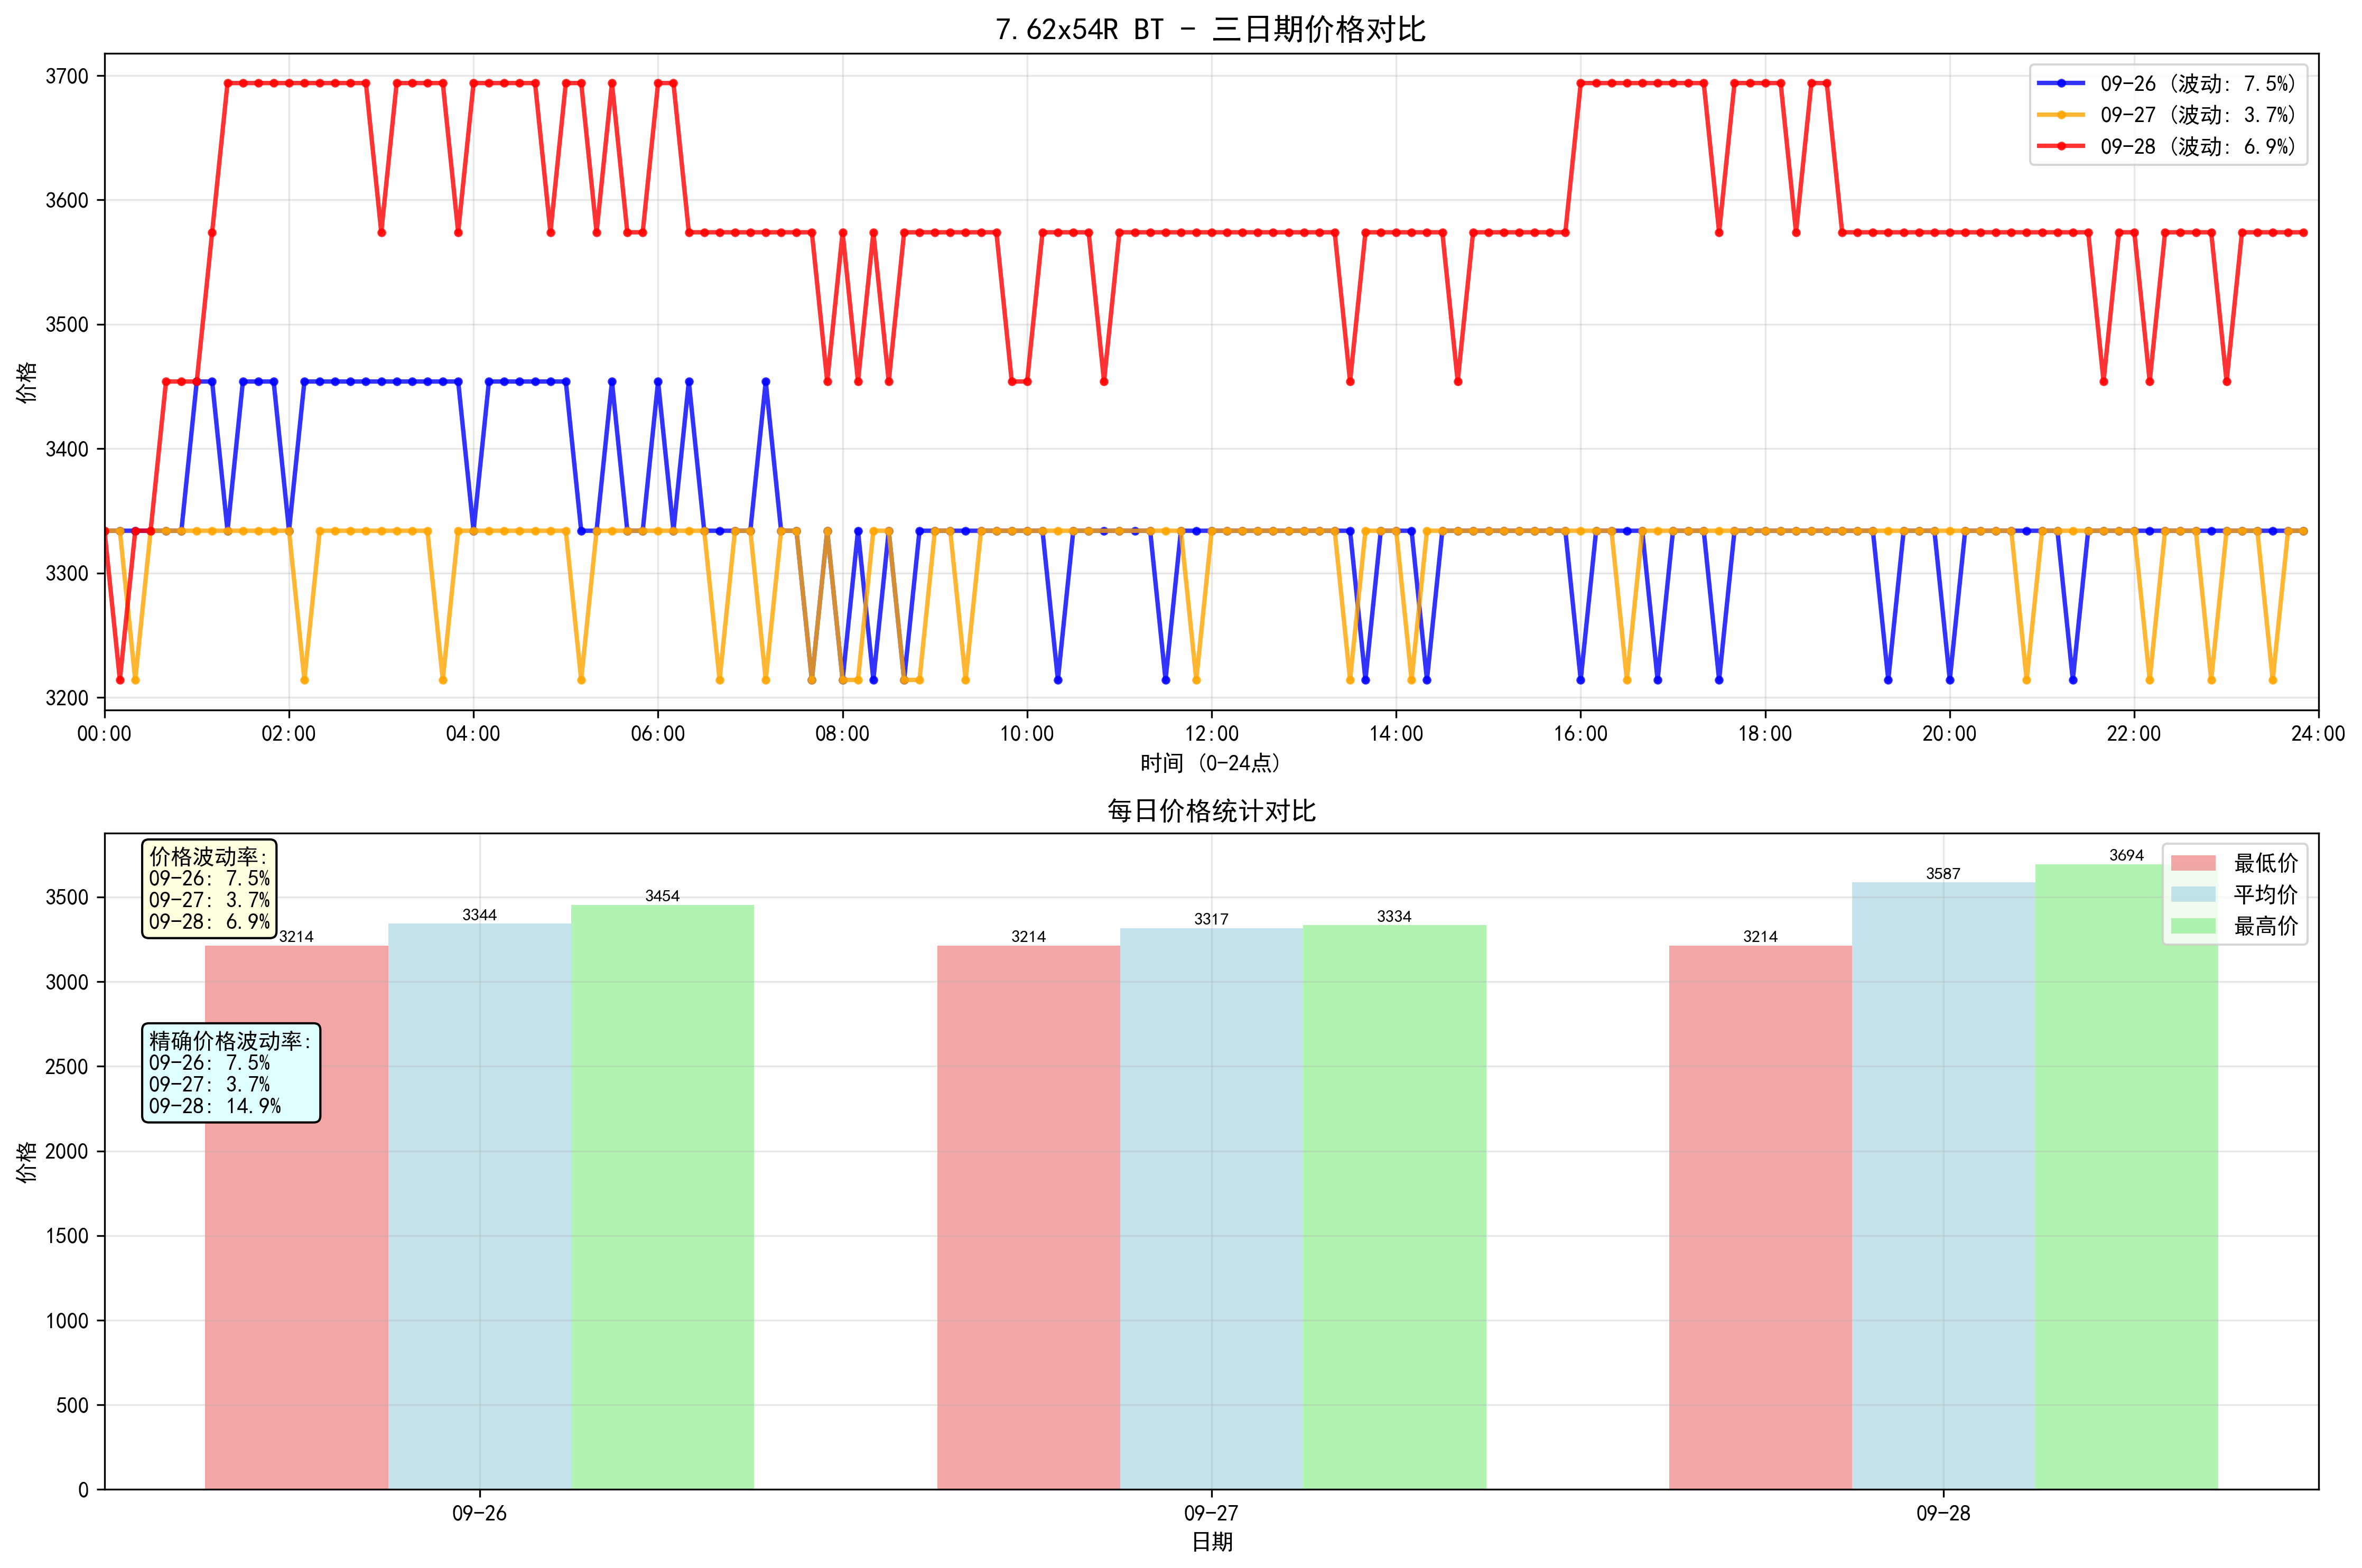 7.62x54R BT - 三日期价格对比
价格
3700
3600
3500
3400
3300
3200
09-26 (波动: 7.5%)
09-27 (波动: 3.7%)
09-28 (波动: 6.9%)
00:00 02:00 04:00 06:00 08:00 10:00 12:00 14:00 16:00 18:00 20:00 22:00 24:00
时间 (0-24点)
每日价格统计对比
价格
3500
3000
2500
2000
1500
1000
500
0
价格波动率:
09-26: 7.5%
09-27: 3.7%
09-28: 6.9%
精确价格波动率:
09-26: 7.5%
09-27: 3.7%
09-28: 14.9%
3214 3344 3454 3214 3317 3334 3214 3587 3694
最低价
平均价
最高价
09-26 09-27 09-28
日期